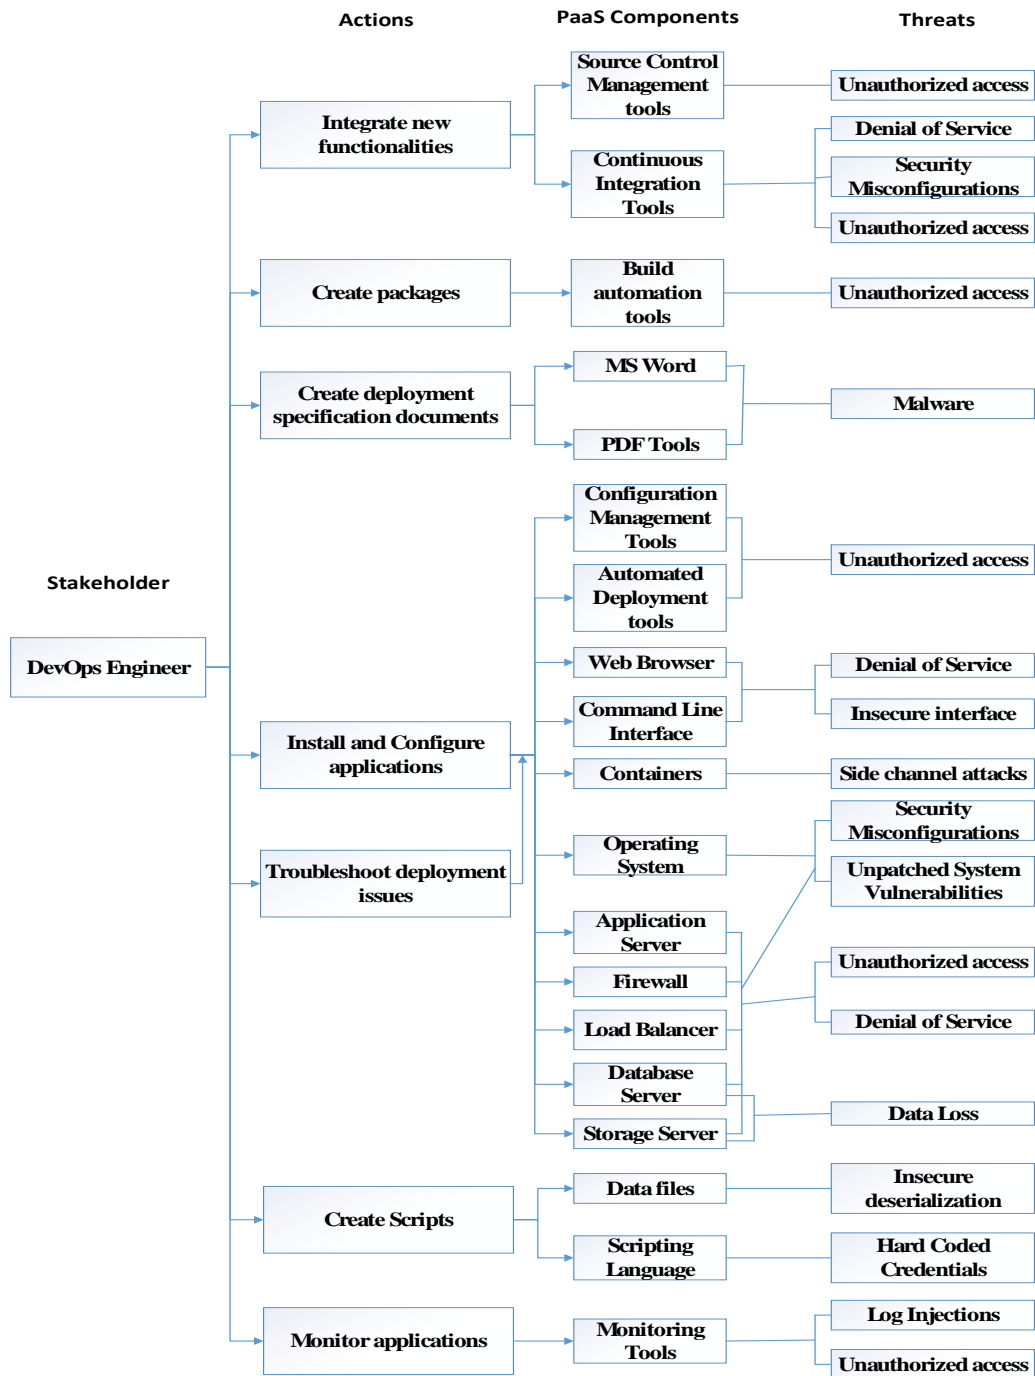 Actions
PaaS Components
Threats
Stakeholder
DevOps Engineer
Integrate new
functionalities
Create packages
Create deployment
specification documents
Install and Configure
applications
Troubleshoot deployment
issues
Create Scripts
Monitor applications
Source Control
Management
tools
Continuous
Integration
Tools
Build
automation
tools
MS Word
PDF Tools
Configuration
Management
Tools
Automated
Deployment
tools
Web Browser
Command Line
Interface
Containers
Operating
System
Application
Server
Firewall
Load Balancer
Database
Server
Storage Server
Data files
Scripting
Language
Monitoring
Tools
Unauthorized access
Denial of Service
Security
Misconfigurations
Unauthorized access
Unauthorized access
Malware
Unauthorized access
Denial of Service
Insecure interface
Side channel attacks
Security
Misconfigurations
Unpatched System
Vulnerabilities
Unauthorized access
Denial of Service
Data Loss
Insecure
deserialization
Hard Coded
Credentials
Log Injections
Unauthorized access